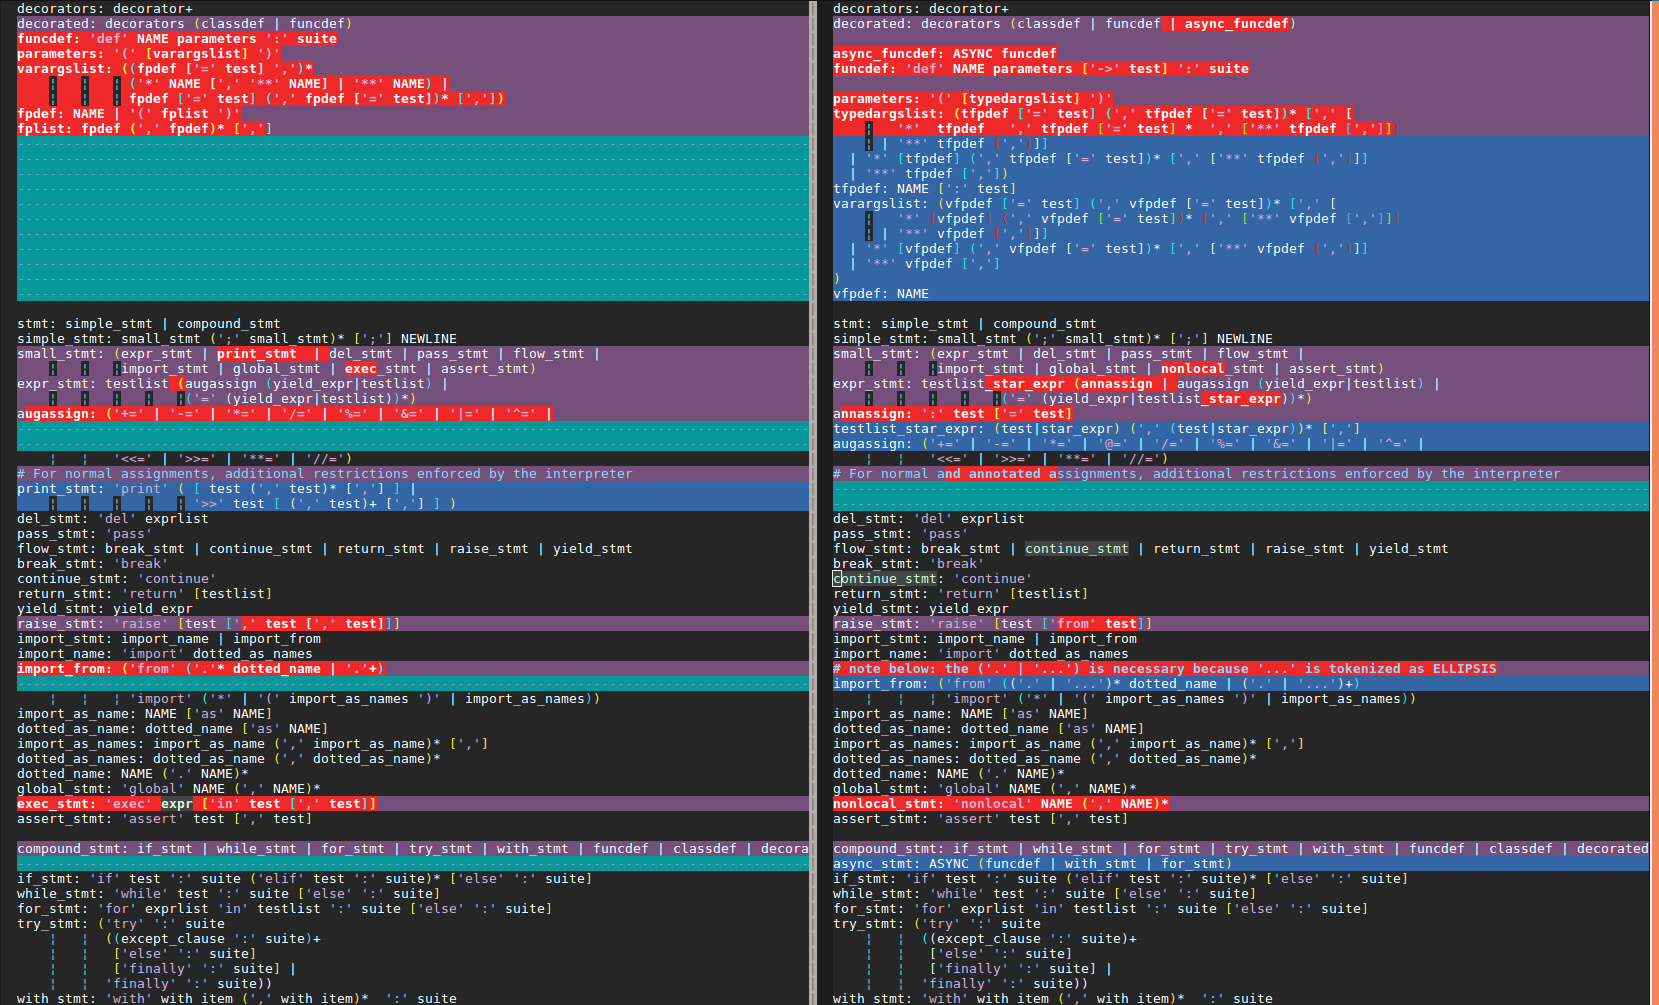 decorators: decorator+
decorated: decorators (classdef | funcdef)
funcdef: 'def' NAME parameters ':' suite
parameters: '(' [varargslist] ')'
varargslist: ((fpdef ['=' test] ',')*
('*' NAME [',' '**' NAME] | '**' NAME) |
fpdef ['=' test] (',' fpdef ['=' test])* [','])
fpdef: NAME | '(' fplist ')'
fplist: fpdef (',' fpdef)* [',']
stmt: simple_stmt | compound_stmt
simple_stmt: small_stmt (';' small_stmt)* [';'] NEWLINE
small_stmt: (expr_stmt | print_stmt  | del_stmt | pass_stmt | flow_stmt |
import_stmt | global_stmt | exec_stmt | assert_stmt)
expr_stmt: testlist (augassign (yield_expr|testlist) |
('=' (yield_expr|testlist))*)
augassign: ('+=' | '-=' | '*=' | '/=' | '%=' | '&=' | '|=' | '^=' |
'<<=' | '>>=' | '**=' | '//=')
# For normal assignments, additional restrictions enforced by the interpreter
print_stmt: 'print' ( [ test (',' test)* [','] ] |
'>>' test [ (',' test)+ [','] ] )
del_stmt: 'del' exprlist
pass_stmt: 'pass'
flow_stmt: break_stmt | continue_stmt | return_stmt | raise_stmt | yield_stmt
break_stmt: 'break'
continue_stmt: 'continue'
return_stmt: 'return' [testlist]
yield_stmt: yield_expr
raise_stmt: 'raise' [test [',' test [',' test]]]
import_stmt: import_name | import_from
import_name: 'import' dotted_as_names
import_from: ('from' ('.'* dotted_name | '.'+)
'import' ('*' | '(' import_as_names ')' | import_as_names))
import_as_name: NAME ['as' NAME]
dotted_as_name: dotted_name ['as' NAME]
import_as_names: import_as_name (',' import_as_name)* [',']
dotted_as_names: dotted_as_name (',' dotted_as_name)*
dotted_name: NAME ('.' NAME)*
global_stmt: 'global' NAME (',' NAME)*
exec_stmt: 'exec' expr ['in' test [',' test]]
assert_stmt: 'assert' test [',' test]
compound_stmt: if_stmt | while_stmt | for_stmt | try_stmt | with_stmt | funcdef | classdef | decora
if_stmt: 'if' test ':' suite ('elif' test ':' suite)* ['else' ':' suite]
while_stmt: 'while' test ':' suite ['else' ':' suite]
for_stmt: 'for' exprlist 'in' testlist ':' suite ['else' ':' suite]
try_stmt: ('try' ':' suite
((except_clause ':' suite)+
['else' ':' suite]
['finally' ':' suite] |
'finally' ':' suite))
with_stmt: 'with' with_item (',' with_item)*  ':' suite
decorators: decorator+
decorated: decorators (classdef | funcdef | async_funcdef)
async_funcdef: ASYNC funcdef
funcdef: 'def' NAME parameters ['->' test] ':' suite
parameters: '(' [typedargslist] ')'
typedargslist: (tfpdef ['=' test] (',' tfpdef ['=' test])* [',' [
'*'  tfpdef   ',' tfpdef ['=' test] *  ',' ['**' tfpdef [',']]
| '**' tfpdef [',']]]
| '*' [tfpdef] (',' tfpdef ['=' test])* [',' ['**' tfpdef [',']]]
| '**' tfpdef [','])
tfpdef: NAME [':' test]
varargslist: (vfpdef ['=' test] (',' vfpdef ['=' test])* [',' [
'*' [vfpdef] (',' vfpdef ['=' test])* [',' ['**' vfpdef [',']]]
| '**' vfpdef [',']]]
| '*' [vfpdef] (',' vfpdef ['=' test])* [',' ['**' vfpdef [',']]]
| '**' vfpdef [',']
)
vfpdef: NAME
stmt: simple_stmt | compound_stmt
simple_stmt: small_stmt (';' small_stmt)* [';'] NEWLINE
small_stmt: (expr_stmt | del_stmt | pass_stmt | flow_stmt |
import_stmt | global_stmt | nonlocal_stmt | assert_stmt)
expr_stmt: testlist_star_expr (annassign | augassign (yield_expr|testlist) |
('=' (yield_expr|testlist_star_expr))*)
annassign: ':' test ['=' test]
testlist_star_expr: (test|star_expr) (',' (test|star_expr))* [',']
augassign: ('+=' | '-=' | '*=' | '@=' | '/=' | '%=' | '&=' | '|=' | '^=' |
'<<=' | '>>=' | '**=' | '//=')
# For normal and annotated assignments, additional restrictions enforced by the interpreter
del_stmt: 'del' exprlist
pass_stmt: 'pass'
flow_stmt: break_stmt | continue_stmt | return_stmt | raise_stmt | yield_stmt
break_stmt: 'break'
continue_stmt: 'continue'
return_stmt: 'return' [testlist]
yield_stmt: yield_expr
raise_stmt: 'raise' [test ['from' test]]
import_stmt: import_name | import_from
import_name: 'import' dotted_as_names
# note below: the ('.' | '...') is necessary because '...' is tokenized as ELLIPSIS
import_from: ('from' (('.' | '...')* dotted_name | ('.' | '...')+)
'import' ('*' | '(' import_as_names ')' | import_as_names))
import_as_name: NAME ['as' NAME]
dotted_as_name: dotted_name ['as' NAME]
import_as_names: import_as_name (',' import_as_name)* [',']
dotted_as_names: dotted_as_name (',' dotted_as_name)*
dotted_name: NAME ('.' NAME)*
global_stmt: 'global' NAME (',' NAME)*
nonlocal_stmt: 'nonlocal' NAME (',' NAME)*
assert_stmt: 'assert' test [',' test]
compound_stmt: if_stmt | while_stmt | for_stmt | try_stmt | with_stmt | funcdef | classdef | decorated
async_stmt: ASYNC (funcdef | with_stmt | for_stmt)
if_stmt: 'if' test ':' suite ('elif' test ':' suite)* ['else' ':' suite]
while_stmt: 'while' test ':' suite ['else' ':' suite]
for_stmt: 'for' exprlist 'in' testlist ':' suite ['else' ':' suite]
try_stmt: ('try' ':' suite
((except_clause ':' suite)+
['else' ':' suite]
['finally' ':' suite] |
'finally' ':' suite))
with_stmt: 'with' with_item (',' with_item)*  ':' suite